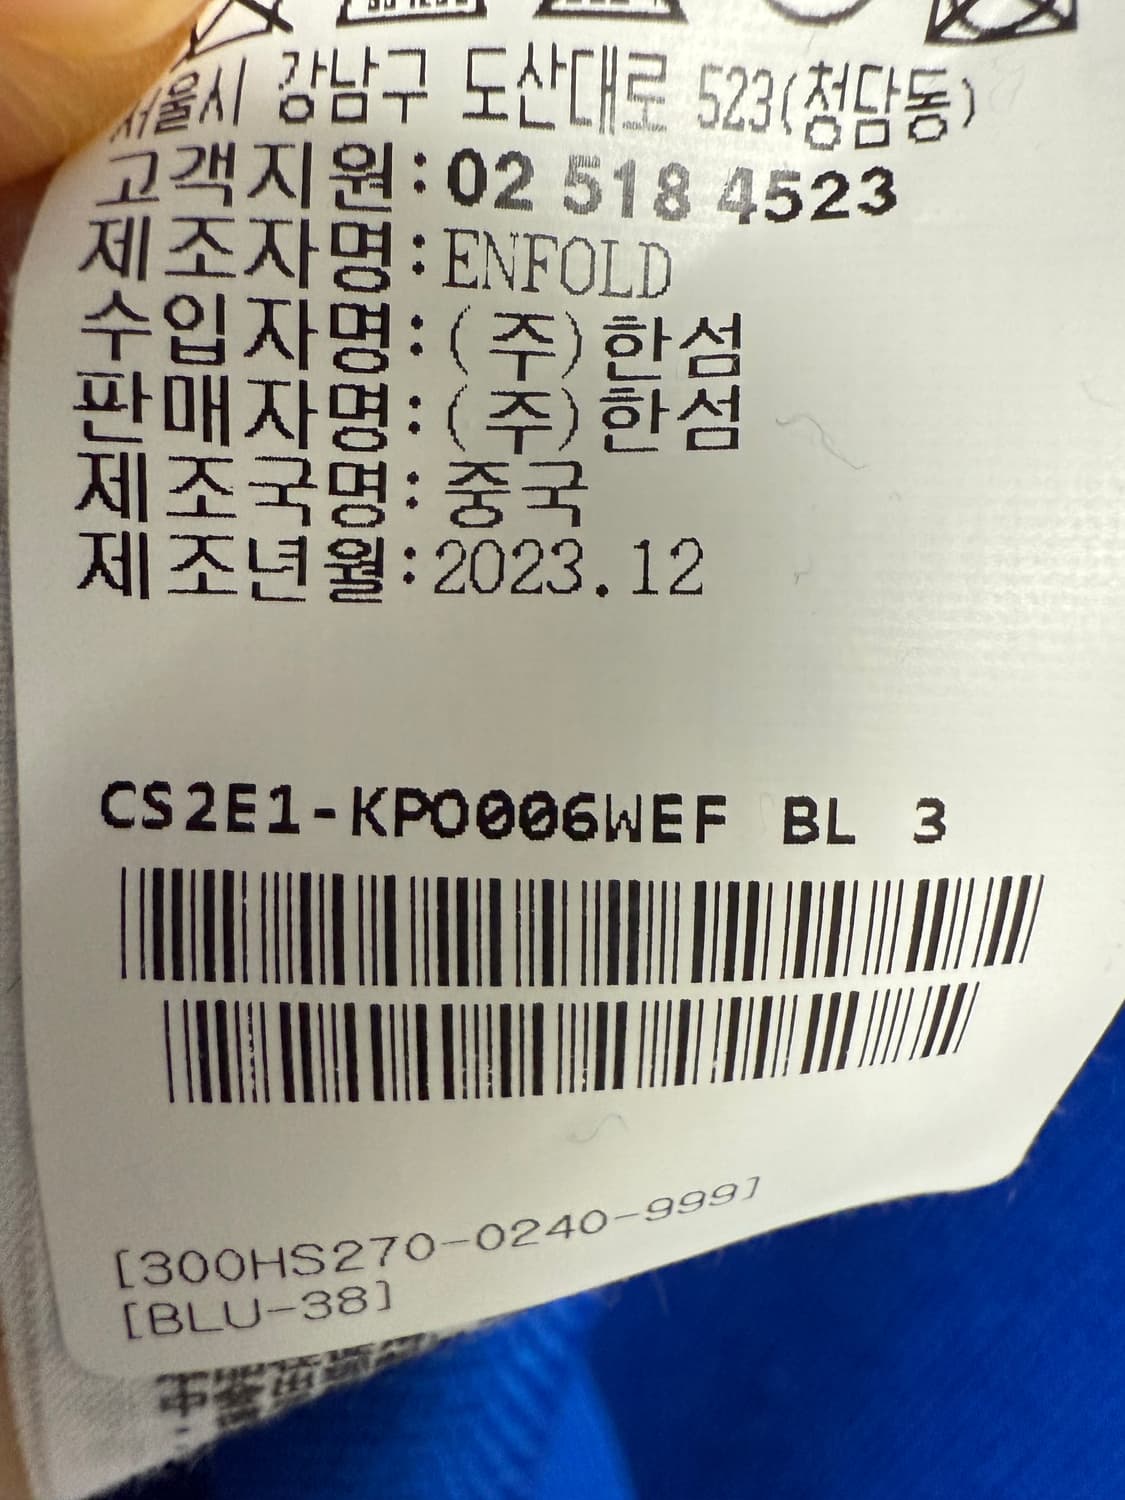 서울시 강남구 도산대로 523(청담동)
고객지원:02 518 4523
제조자명:ENFOLD
수입자명:(주)한섬
판매자명:(주)한섬
제조국명:중국
제조년월:2023.12
CS2E1-KPO006WEF BL 3
[300HS270-0240-999]
[BLU-38]